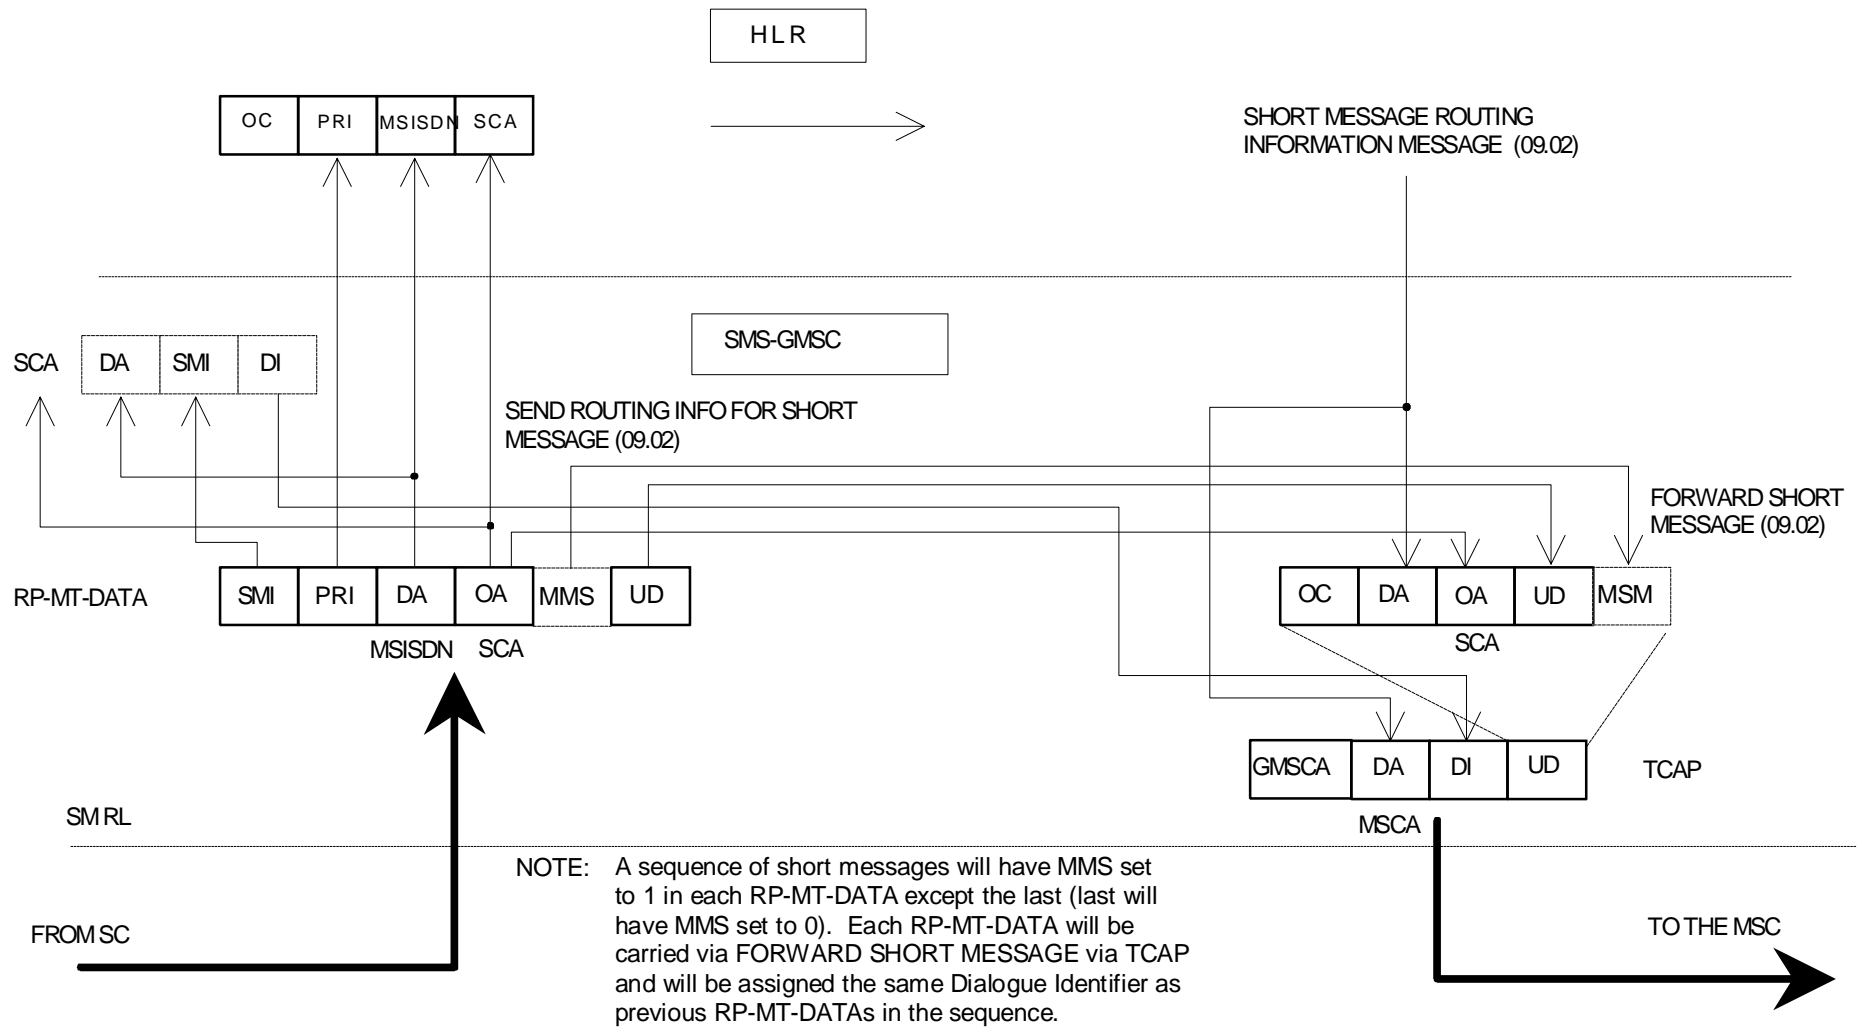 HLR
OC PRI MSISDN SCA
SHORT MESSAGE ROUTING
INFORMATION MESSAGE (09.02)
SMS-GMSC
SCA DA SMI DI
SEND ROUTING INFO FOR SHORT
MESSAGE (09.02)
FORWARD SHORT
MESSAGE (09.02)
RP-MT-DATA SMI PRI DA OA MMS UD
OC DA OA UD MSM
MSISDN SCA
SCA
GMSCA DA DI UD TCAP
MSCA
SM RL
NOTE: A sequence of short messages will have MMS set
to 1 in each RP-MT-DATA except the last (last will
have MMS set to 0). Each RP-MT-DATA will be
carried via FORWARD SHORT MESSAGE via TCAP
and will be assigned the same Dialogue Identifier as
previous RP-MT-DATAs in the sequence.
FROM SC
TO THE MSC